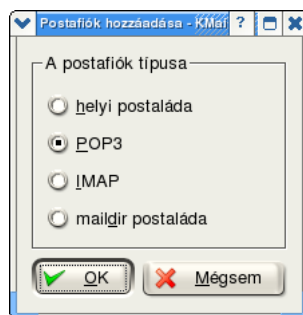 Postafiók hozzáadása - KMai
A postafiók típusa
helyi postaláda
POP3
IMAP
maildir postaláda
OK
Mégsem